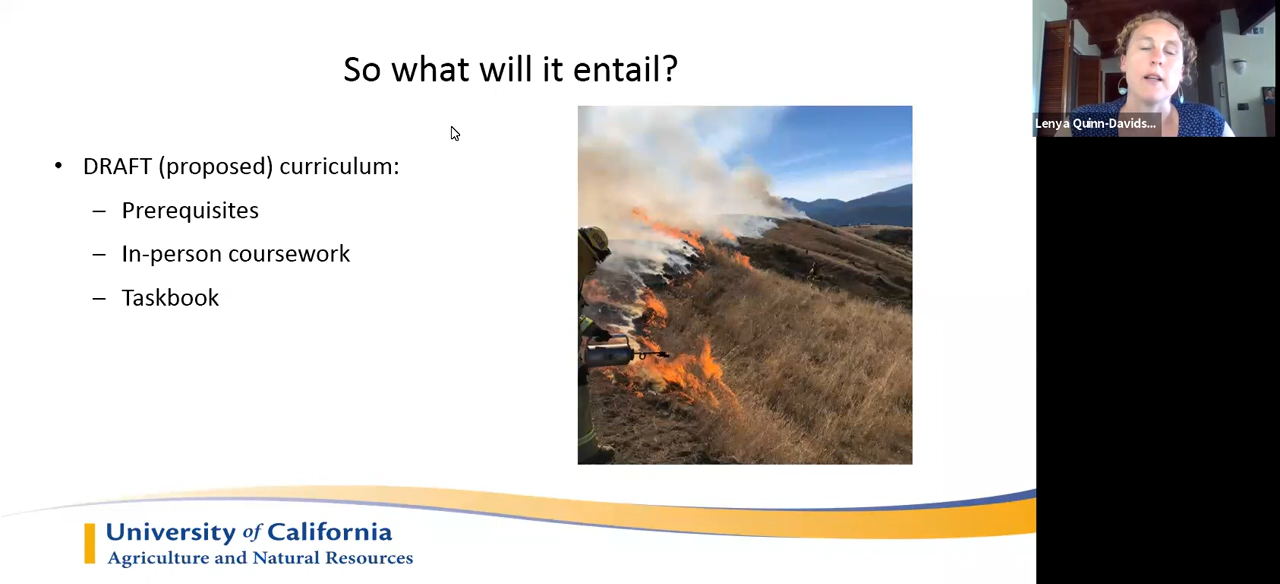 So what will it entail?
• DRAFT (proposed) curriculum:
– Prerequisites
– In-person coursework
– Taskbook
University of California
Agriculture and Natural Resources
Lenya Quinn-Davids...